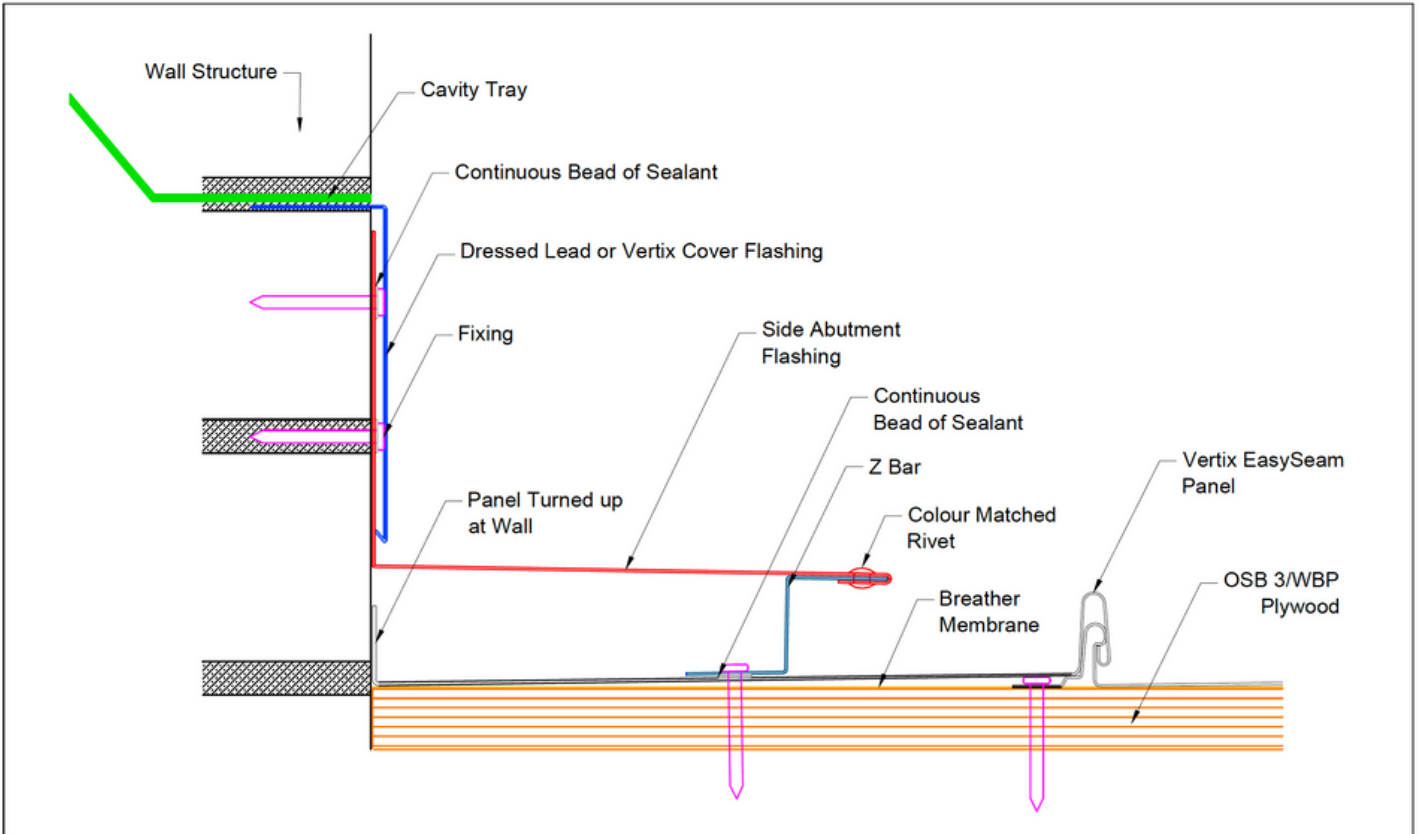 Wall Structure
Cavity Tray
Continuous Bead of Sealant
Dressed Lead or Vertix Cover Flashing
Fixing
Side Abutment
Flashing
Continuous
Bead of Sealant
Z Bar
Vertix EasySeam
Panel
Panel Turned up
at Wall
Colour Matched
Rivet
OSB 3/WBP
Plywood
Breather
Membrane